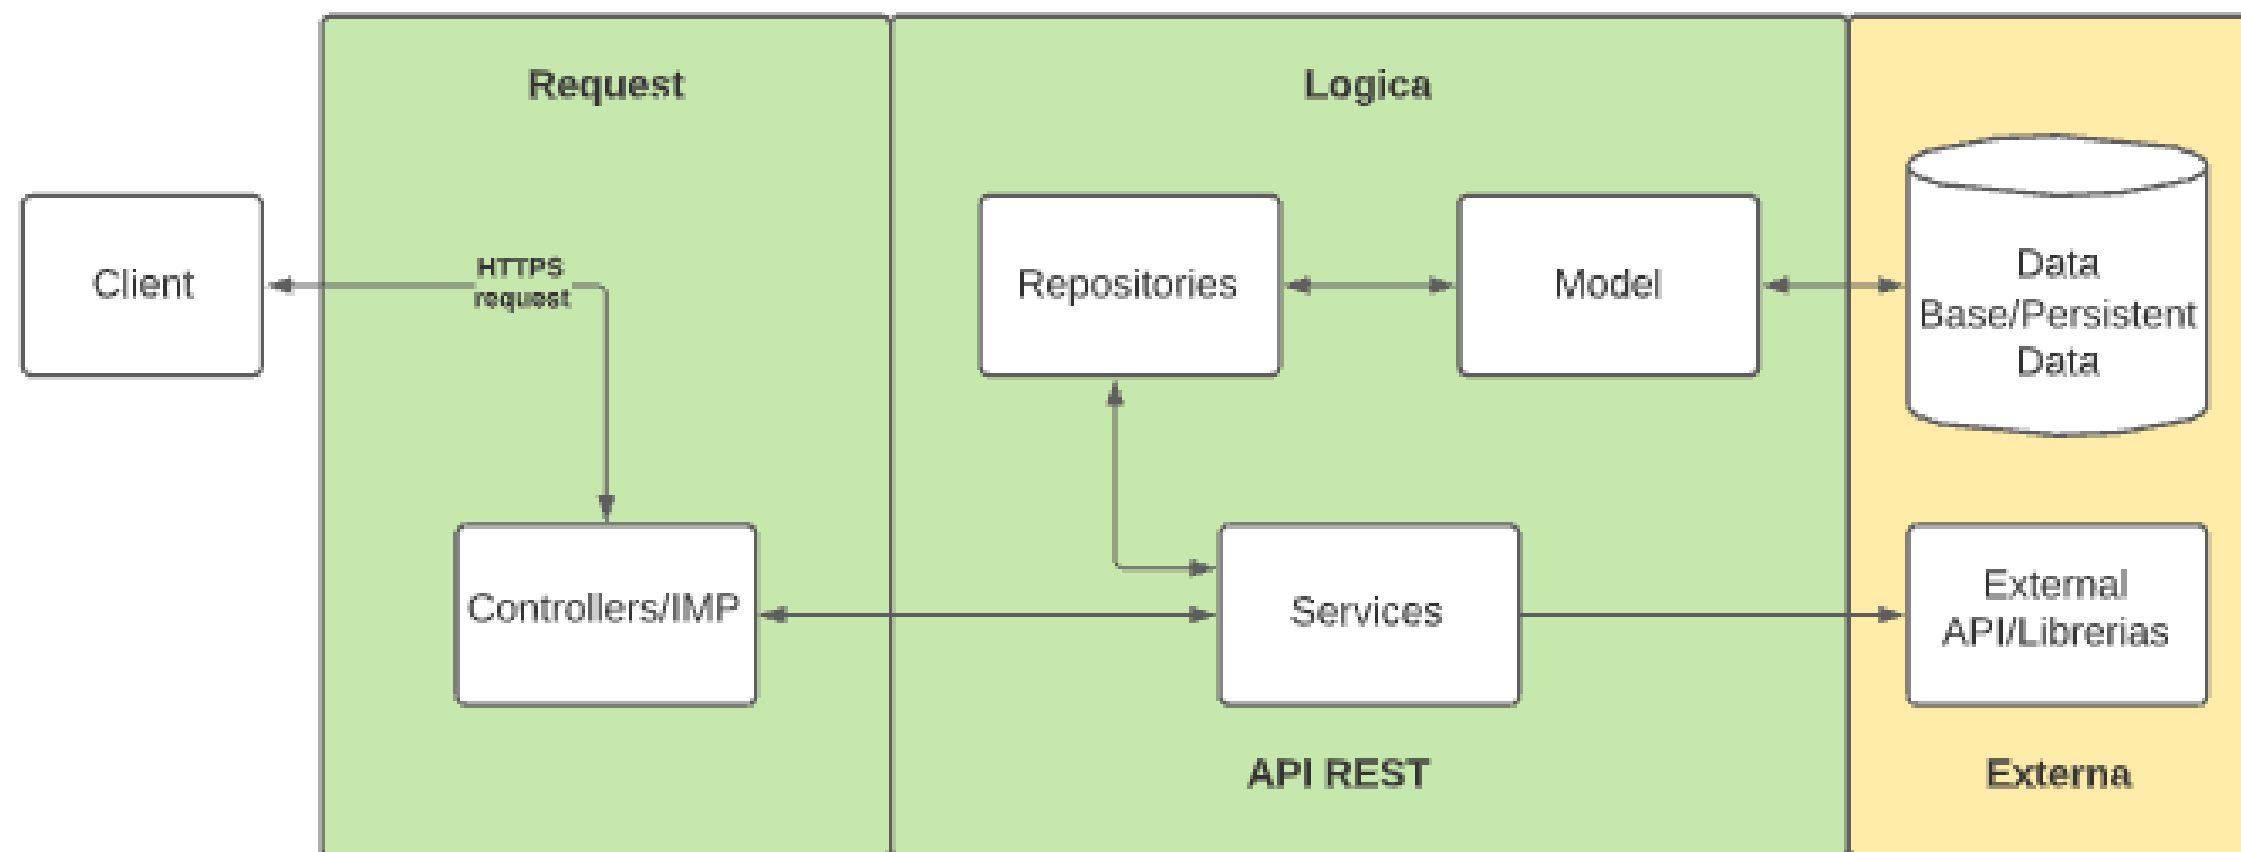 Request
Logica
Client
HTTPS
request
Repositories
Model
Data
Base/Persistent
Data
Controllers/IMP
Services
External
API/Librerias
API REST
Externa